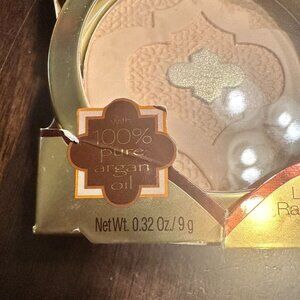 with
100%
pure
argan
oil
Net Wt. 0.32 Oz./9 g